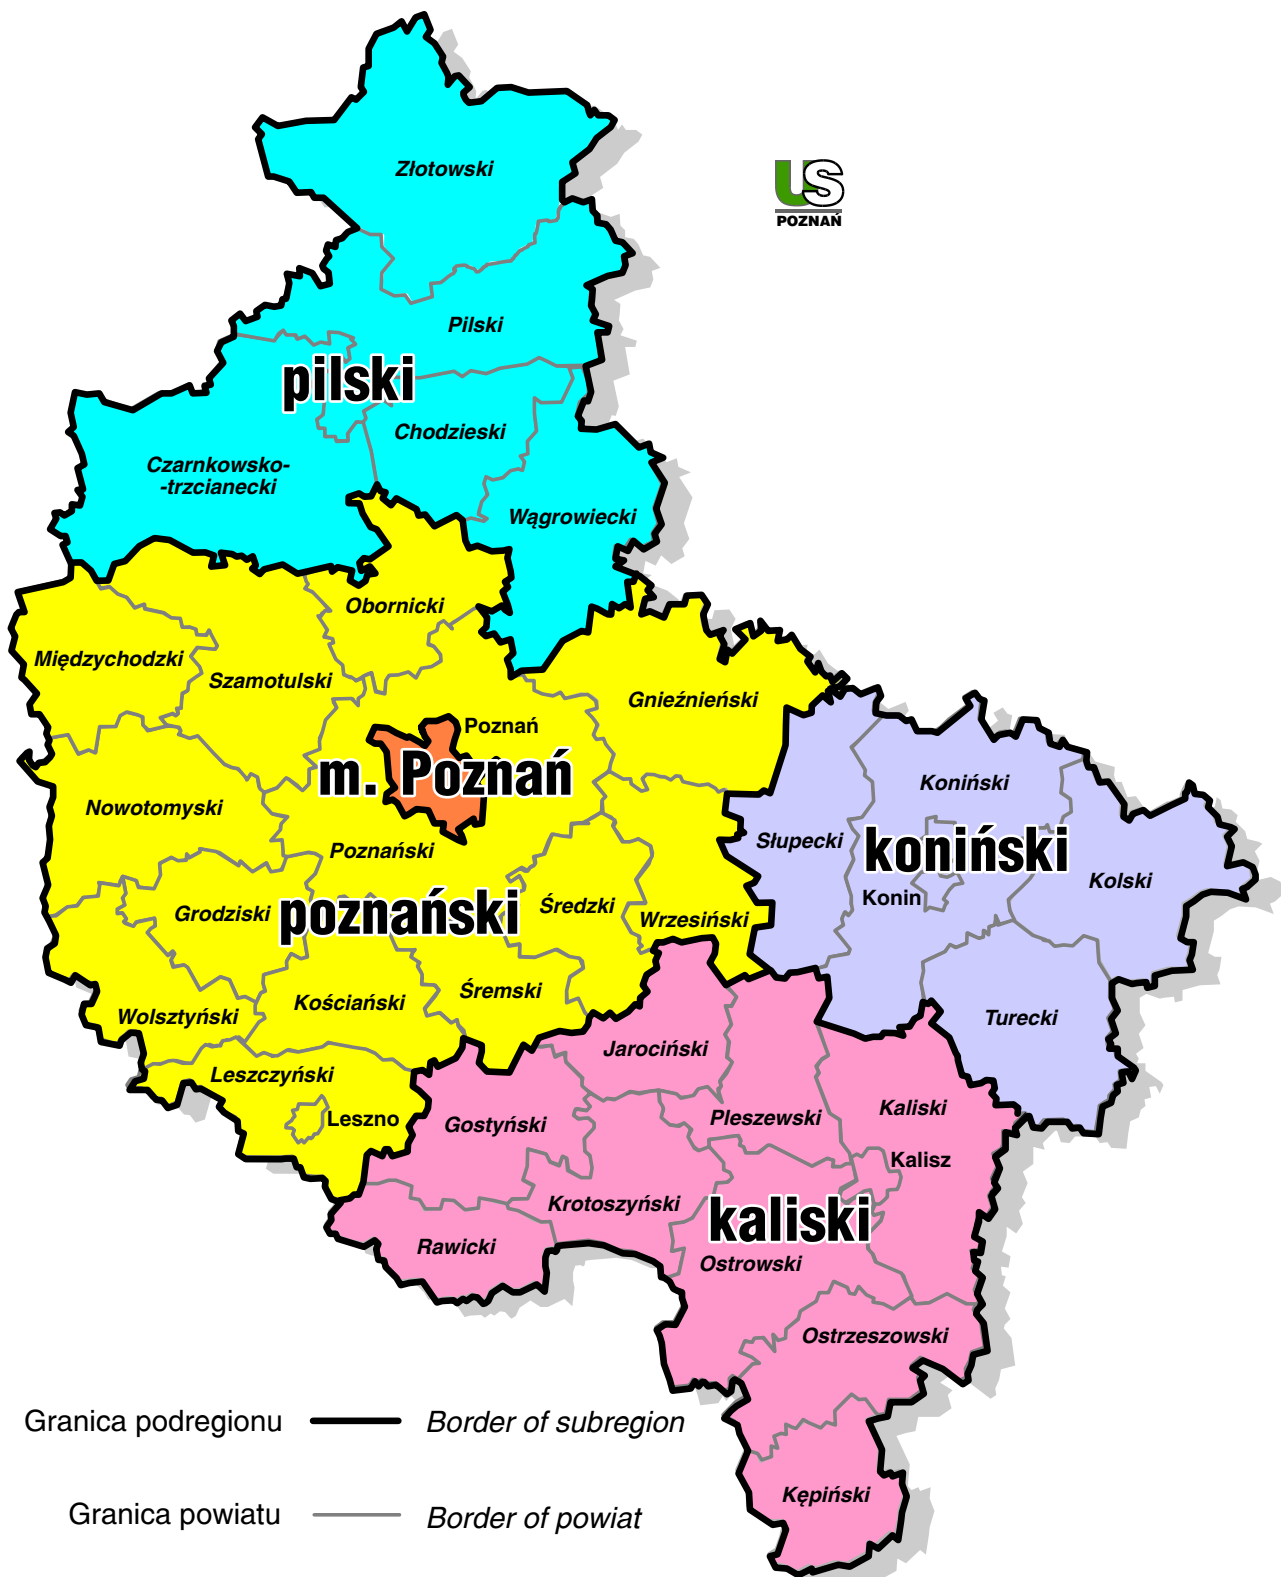 Złotowski
US
POZNAŃ
Pilski
pilski
Chodzieski
Czarnkowsko-
-trzcianecki
Wągrowiecki
Obornicki
Międzychodzki
Szamotulski
Gnieźnieński
Poznań
m. Poznań
Koniński
Nowotomyski
Słupecki
koniński
Poznański
Kolski
Konin
Grodziski
poznański
Średzki
Wrzesiński
Kościański
Śremski
Wolsztyński
Turecki
Jarociński
Leszczyński
Leszno
Gostyński
Pleszewski
Kaliski
Kalisz
Krotoszyński
kaliski
Rawicki
Ostrowski
Ostrzeszowski
Granica podregionu Border of subregion
Kępiński
Granica powiatu Border of powiat